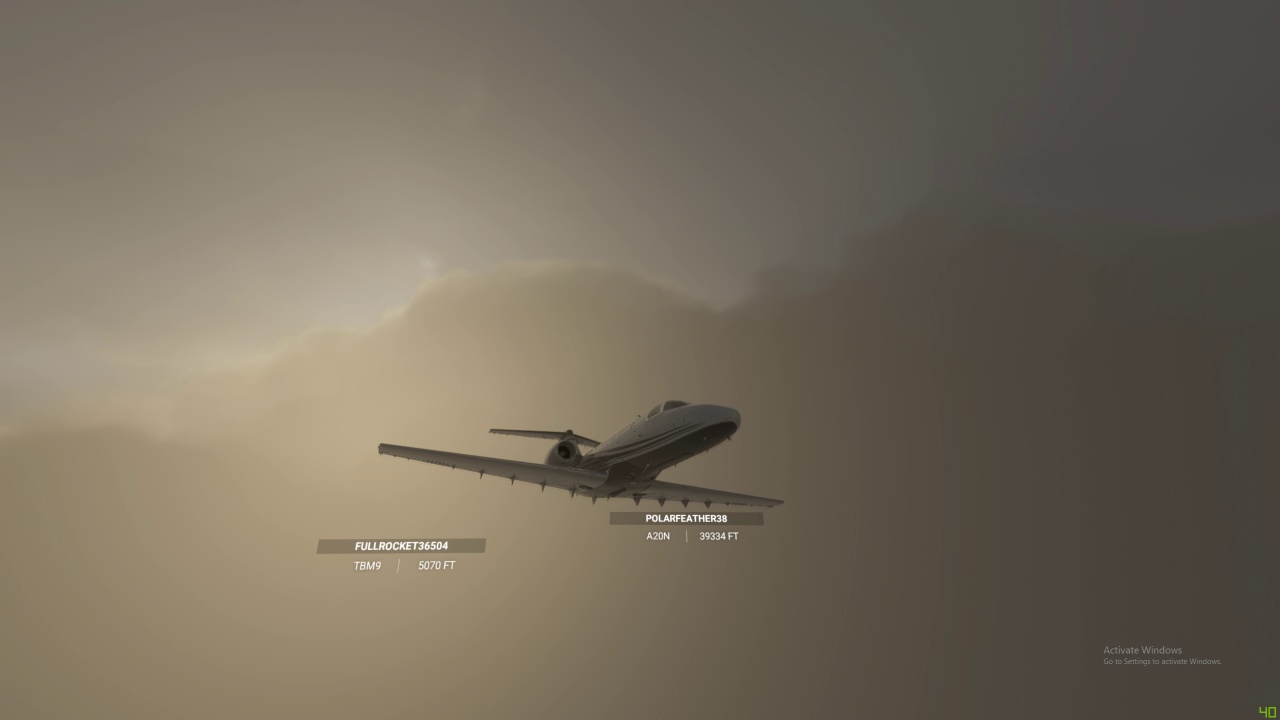 POLARFEATHER38
A20N | 39334 FT
FULLROCKET36504
TBM9 | 5070 FT
Activate Windows
Go to Settings to activate Windows.
40